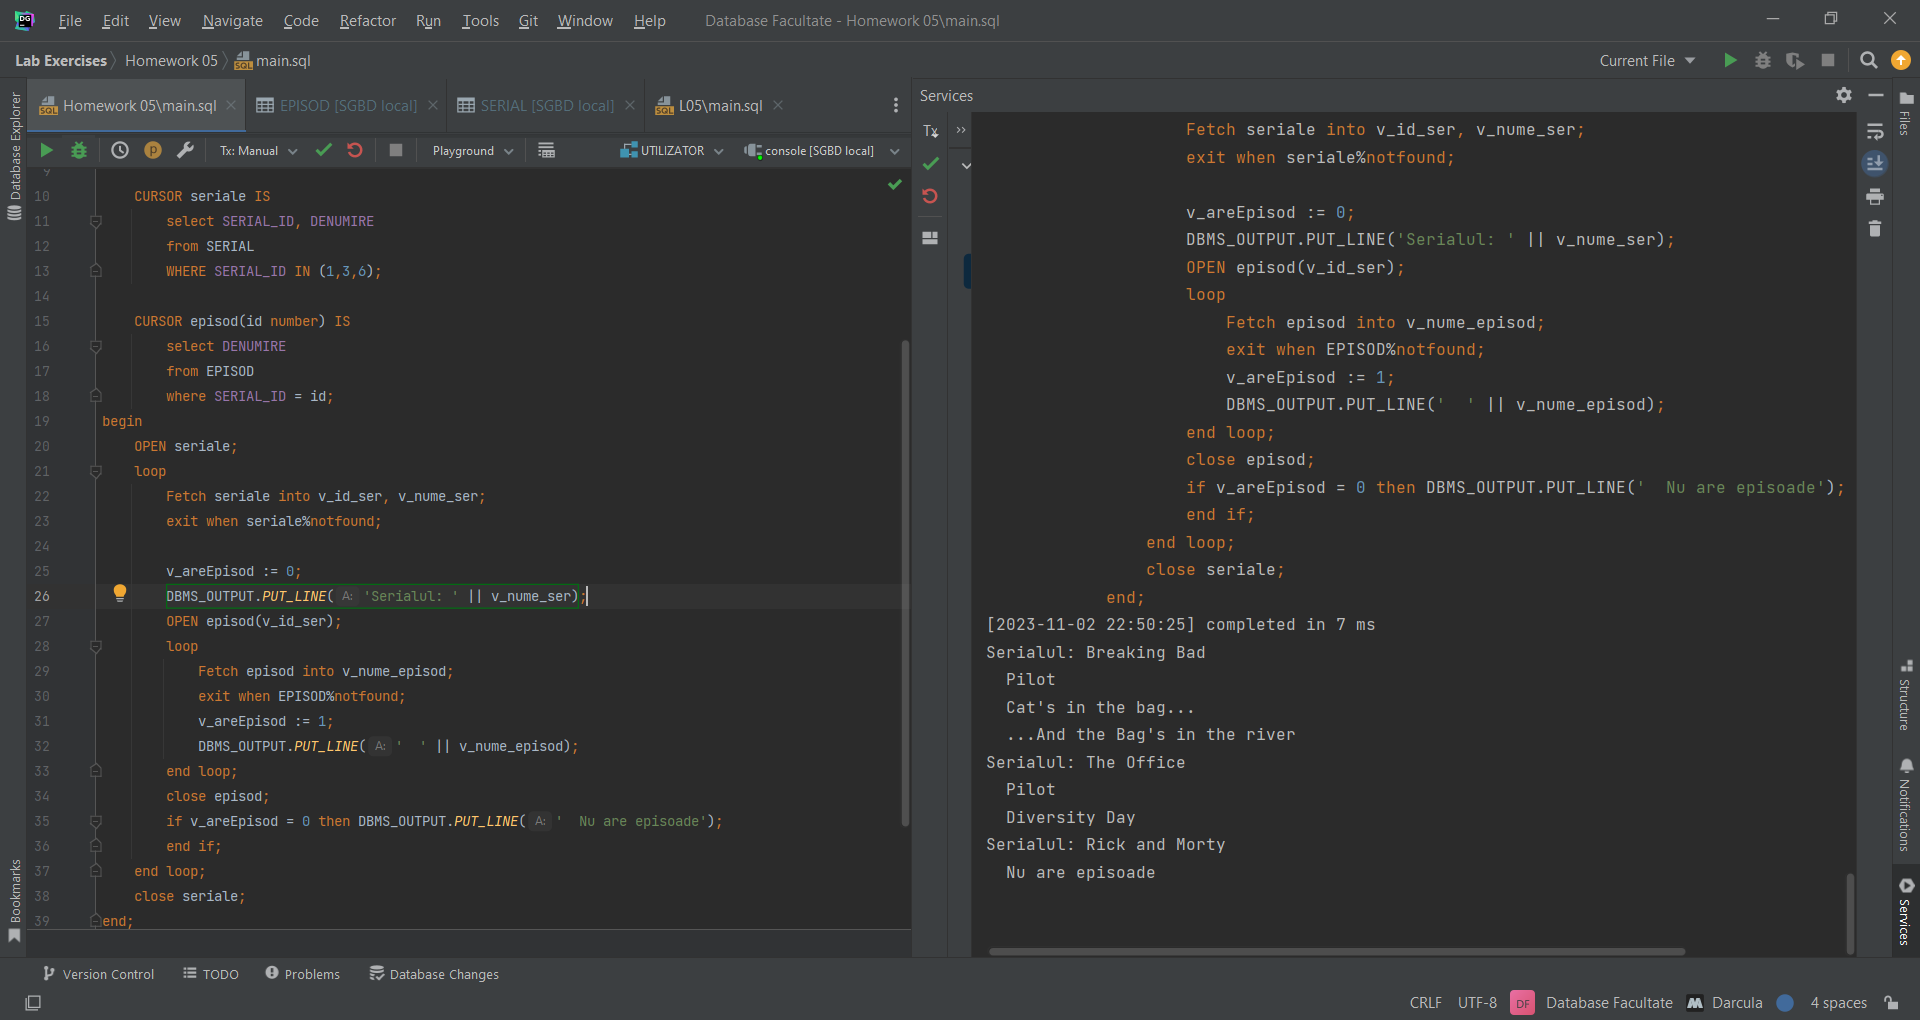 File Edit View Navigate Code Refactor Run Tools Git Window Help Database Facultate - Homework 05\main.sql
Lab Exercises Homework 05 main.sql Current File
Homework 05\main.sql EPISOD [SGBD local] SERIAL [SGBD local] L05\main.sql
Tx: Manual Playground UTILIZATOR console [SGBD local]
Database Explorer
Bookmarks
9
10 CURSOR seriale IS
11 select SERIAL_ID, DENUMIRE
12 from SERIAL
13 WHERE SERIAL_ID IN (1,3,6);
14
15 CURSOR episod(id number) IS
16 select DENUMIRE
17 from EPISOD
18 where SERIAL_ID = id;
19 begin
20 OPEN seriale;
21 loop
22 Fetch seriale into v_id_ser, v_nume_ser;
23 exit when seriale%notfound;
24
25 v_areEpisod := 0;
26 DBMS_OUTPUT.PUT_LINE( A: 'Serialul: ' || v_nume_ser);
27 OPEN episod(v_id_ser);
28 loop
29 Fetch episod into v_nume_episod;
30 exit when EPISOD%notfound;
31 v_areEpisod := 1;
32 DBMS_OUTPUT.PUT_LINE( A: '  ' || v_nume_episod);
33 end loop;
34 close episod;
35 if v_areEpisod = 0 then DBMS_OUTPUT.PUT_LINE( A: '  Nu are episoade');
36 end if;
37 end loop;
38 close seriale;
39 end;
Services
Tx
Fetch seriale into v_id_ser, v_nume_ser;
exit when seriale%notfound;
v_areEpisod := 0;
DBMS_OUTPUT.PUT_LINE('Serialul: ' || v_nume_ser);
OPEN episod(v_id_ser);
loop
Fetch episod into v_nume_episod;
exit when EPISOD%notfound;
v_areEpisod := 1;
DBMS_OUTPUT.PUT_LINE('  ' || v_nume_episod);
end loop;
close episod;
if v_areEpisod = 0 then DBMS_OUTPUT.PUT_LINE('  Nu are episoade');
end if;
end loop;
close seriale;
end;
[2023-11-02 22:50:25] completed in 7 ms
Serialul: Breaking Bad
Pilot
Cat's in the bag...
...And the Bag's in the river
Serialul: The Office
Pilot
Diversity Day
Serialul: Rick and Morty
Nu are episoade
Files
Structure
Notifications
Services
Version Control TODO Problems Database Changes
CRLF UTF-8 DF Database Facultate Darcula 4 spaces